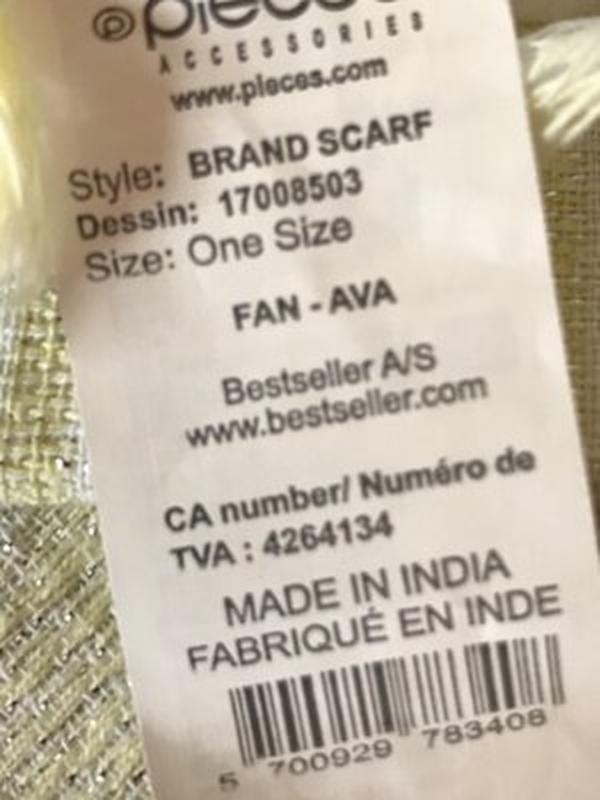 © pieces
ACCESSORIES
www.pieces.com
Style: BRAND SCARF
Dessin: 17008503
Size: One Size
FAN - AVA
Bestseller A/S
www.bestseller.com
CA number/ Numéro de
TVA : 4264134
MADE IN INDIA
FABRIQUÉ EN INDE
5 700929 783408